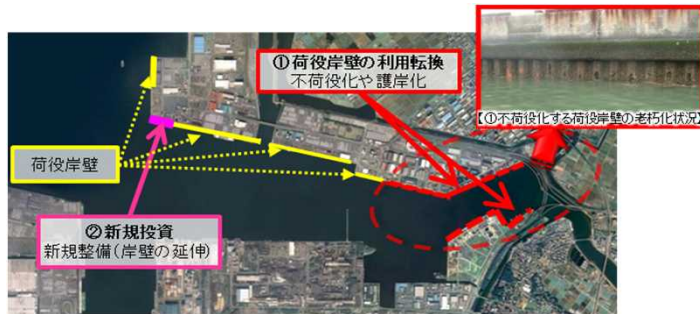 ①荷役岸壁の利用転換
不荷役化や護岸化
【①不荷役化する荷役岸壁の老朽化状況】
荷役岸壁
②新規投資
新規整備(岸壁の延伸)